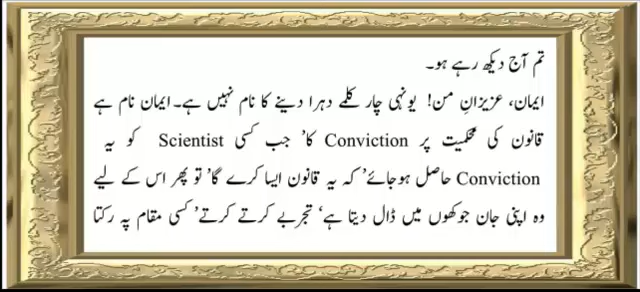 تم آج دیکھ رہے ہو۔
ایمان، عزیزانِ من! یونہی چار کلمے دہرا دینے کا نام نہیں ہے۔ ایمان نام ہے
قانون کی محکمیت پر Conviction کا‘ جب کسی Scientist کو یہ
Conviction حاصل ہوجائے‘ کہ یہ قانون ایسا کرے گا‘ تو پھر اس کے لیے
وہ اپنی جان جوکھوں میں ڈال دیتا ہے‘ تجربے کرتے کرتے‘ کسی مقام پہ رکتا